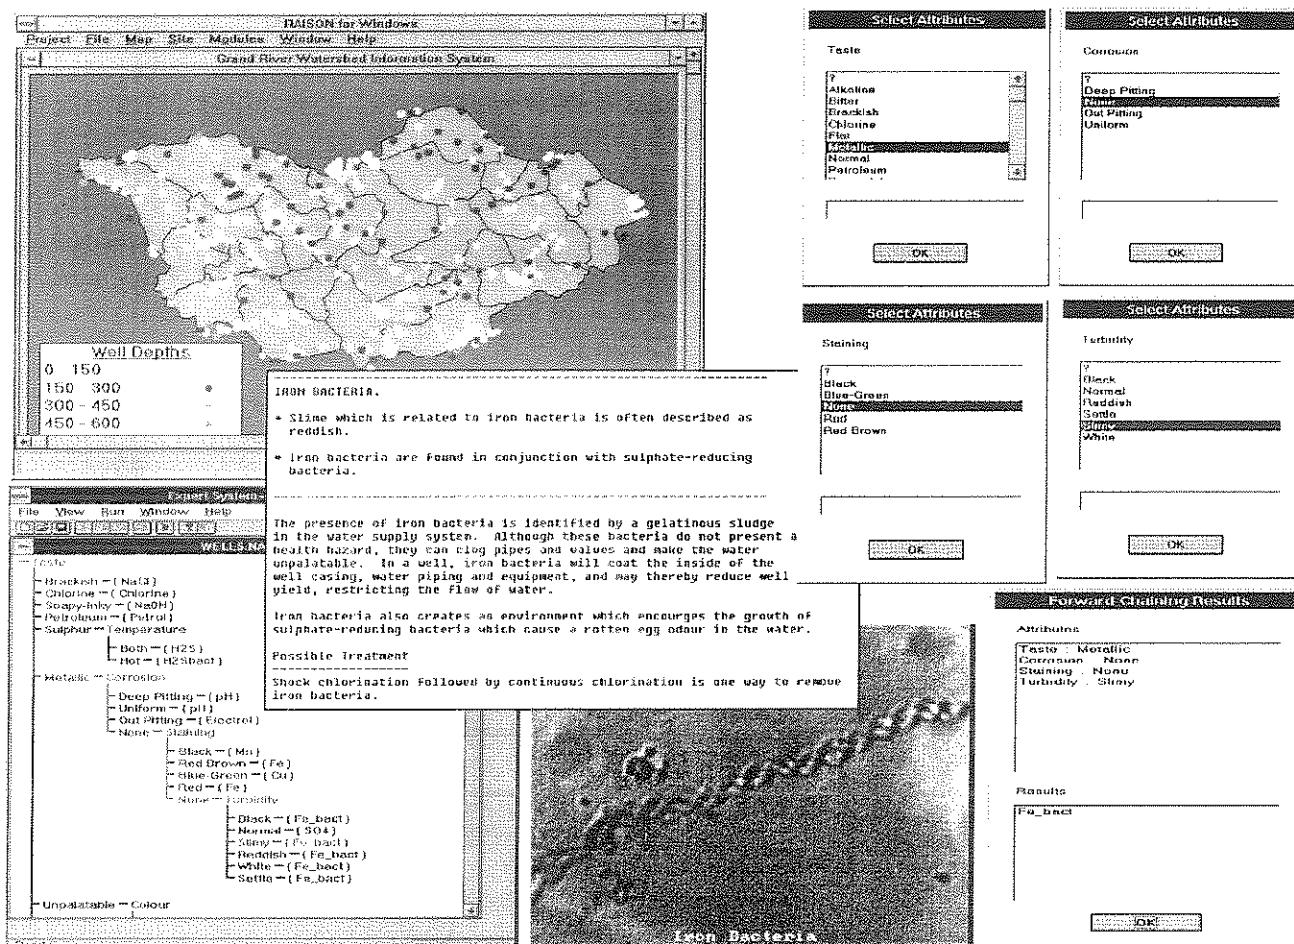 RAISON for Windows
Project File Map Site Modules Window Help
Grand River Watershed Information System
Well Depths
0 150
150 300
300 - 450
450 - 600
Select Attributes
Taste
?
Alkaline
Bitter
Brackish
Chlorine
Flat
Metallic
Normal
Petroleum
OK
Select Attributes
Corrosion
?
Deep Pitting
None
Out Pitting
Uniform
OK
Select Attributes
Staining
?
Black
Blue-Green
None
Red
Red Brown
OK
Select Attributes
Turbidity
?
Black
Normal
Reddish
Settle
Slimy
White
OK
IRON BACTERIA.
* Slime which is related to iron bacteria is often described as
reddish.
* Iron bacteria are found in conjunction with sulphate-reducing
bacteria.
The presence of iron bacteria is identified by a gelatinous sludge
in the water supply system. Although these bacteria do not present a
health hazard, they can clog pipes and values and make the water
unpalatable. In a well, iron bacteria will coat the inside of the
well casing, water piping and equipment, and may thereby reduce well
yield, restricting the flow of water.
Iron bacteria also creates an environment which encourges the growth of
sulphate-reducing bacteria which cause a rotten egg odour in the water.
Possible Treatment
Shock chlorination followed by continuous chlorination is one way to remove
iron bacteria.
Expert System -
File View Run Window Help
WELLS-NA
Taste
Brackish - { NaCl }
Chlorine - { Chlorine }
Soapy-Inky - { NaOH }
Petroleum - { Petrol }
Sulphur - Temperature
Both - { H2S }
Hot - { H2Sbact }
Metallic - Corrosion
Deep Pitting - { pH }
Uniform - { pH }
Out Pitting - { Electrol }
None - Staining
Black - { Mn }
Red Brown - { Fe }
Blue-Green - { Cu }
Red - { Fe }
None - Turbidity
Black - { Fe_bact }
Normal - { SO4 }
Slimy - { Fe_bact }
Reddish - { Fe_bact }
White - { Fe_bact }
Settle - { Fe_bact }
Unpalatable - Colour
Iron Bacteria
Forward Chaining Results
Attributes
Taste : Metallic
Corrosion : None
Staining : None
Turbidity : Slimy
Results
Fe_bact
OK